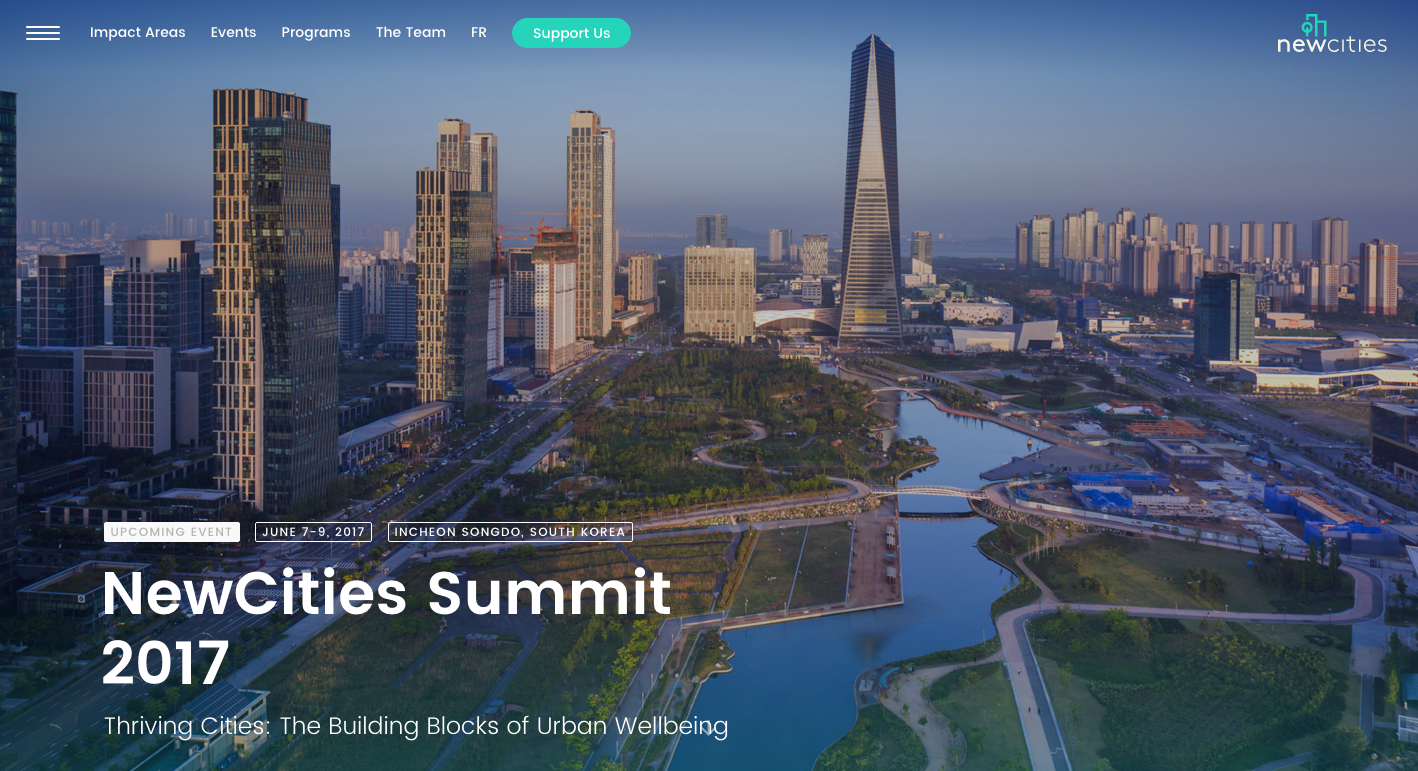 Impact Areas Events Programs The Team FR Support Us
newcities
UPCOMING EVENT JUNE 7-9, 2017 INCHEON SONGDO, SOUTH KOREA
NewCities Summit
2017
Thriving Cities: The Building Blocks of Urban Wellbeing